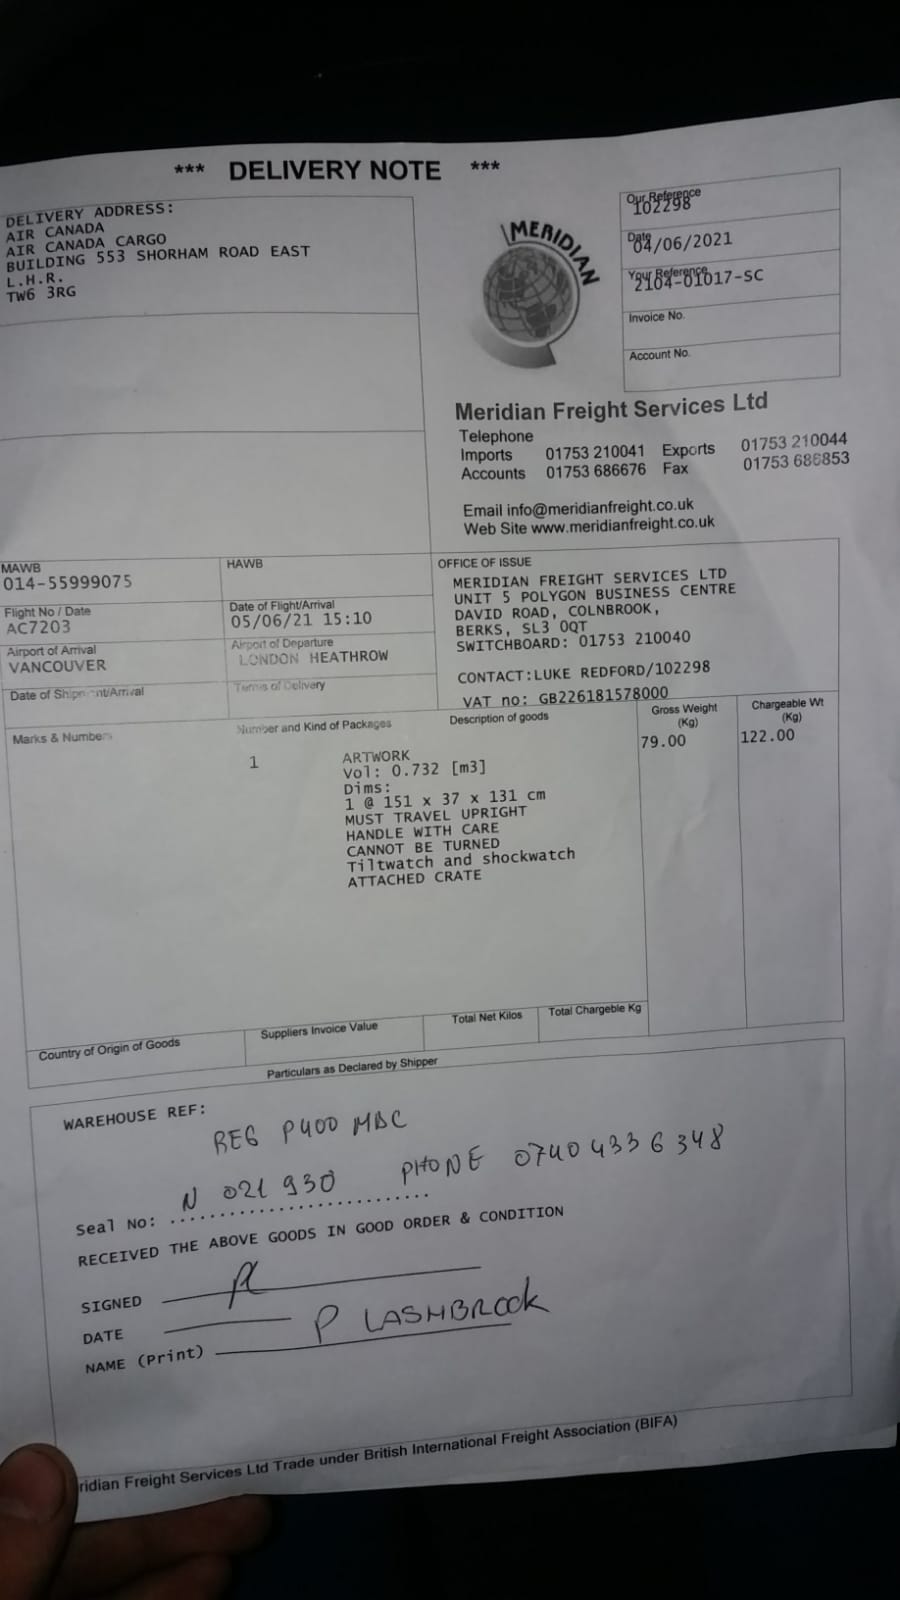 *** DELIVERY NOTE ***
DELIVERY ADDRESS:
AIR CANADA
AIR CANADA CARGO
BUILDING 553 SHORHAM ROAD EAST
L.H.R.
TW6 3RG
MERIDIAN
Our Reference
102298
Date
04/06/2021
Your Reference
2104-01017-SC
Invoice No.
Account No.
Meridian Freight Services Ltd
Telephone
Imports 01753 210041 Exports 01753 210044
Accounts 01753 686676 Fax 01753 686853
Email info@meridianfreight.co.uk
Web Site www.meridianfreight.co.uk
MAWB
014-55999075
HAWB
Flight No / Date
AC7203
Date of Flight/Arrival
05/06/21 15:10
Airport of Arrival
VANCOUVER
Airport of Departure
LONDON HEATHROW
Date of Shipment/Arrival
Terms of Delivery
OFFICE OF ISSUE
MERIDIAN FREIGHT SERVICES LTD
UNIT 5 POLYGON BUSINESS CENTRE
DAVID ROAD, COLNBROOK,
BERKS, SL3 0QT
SWITCHBOARD: 01753 210040
CONTACT:LUKE REDFORD/102298
VAT no: GB226181578000
Marks & Numbers
Number and Kind of Packages
Description of goods
Gross Weight
(Kg)
Chargeable Wt
(Kg)
1
ARTWORK
79.00
122.00
Vol: 0.732 [m3]
Dims:
1 @ 151 x 37 x 131 cm
MUST TRAVEL UPRIGHT
HANDLE WITH CARE
CANNOT BE TURNED
Tiltwatch and shockwatch
ATTACHED CRATE
Country of Origin of Goods
Suppliers Invoice Value
Total Net Kilos
Total Chargeble Kg
Particulars as Declared by Shipper
WAREHOUSE REF:
REG P400 MBC
Seal No: N 021 930 PHONE 07404336348
RECEIVED THE ABOVE GOODS IN GOOD ORDER & CONDITION
SIGNED
DATE
NAME (Print) P LASHBROOK
ridian Freight Services Ltd Trade under British International Freight Association (BIFA)